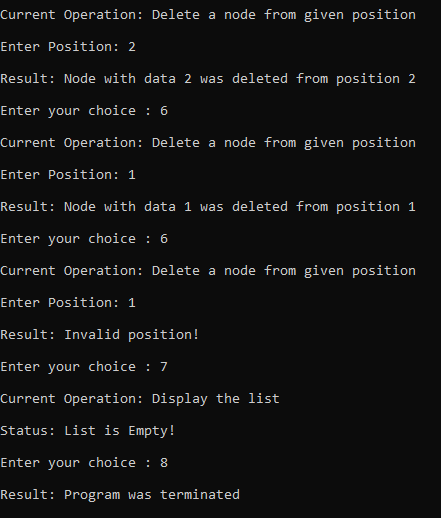 Current Operation: Delete a node from given position
Enter Position: 2
Result: Node with data 2 was deleted from position 2
Enter your choice : 6
Current Operation: Delete a node from given position
Enter Position: 1
Result: Node with data 1 was deleted from position 1
Enter your choice : 6
Current Operation: Delete a node from given position
Enter Position: 1
Result: Invalid position!
Enter your choice : 7
Current Operation: Display the list
Status: List is Empty!
Enter your choice : 8
Result: Program was terminated